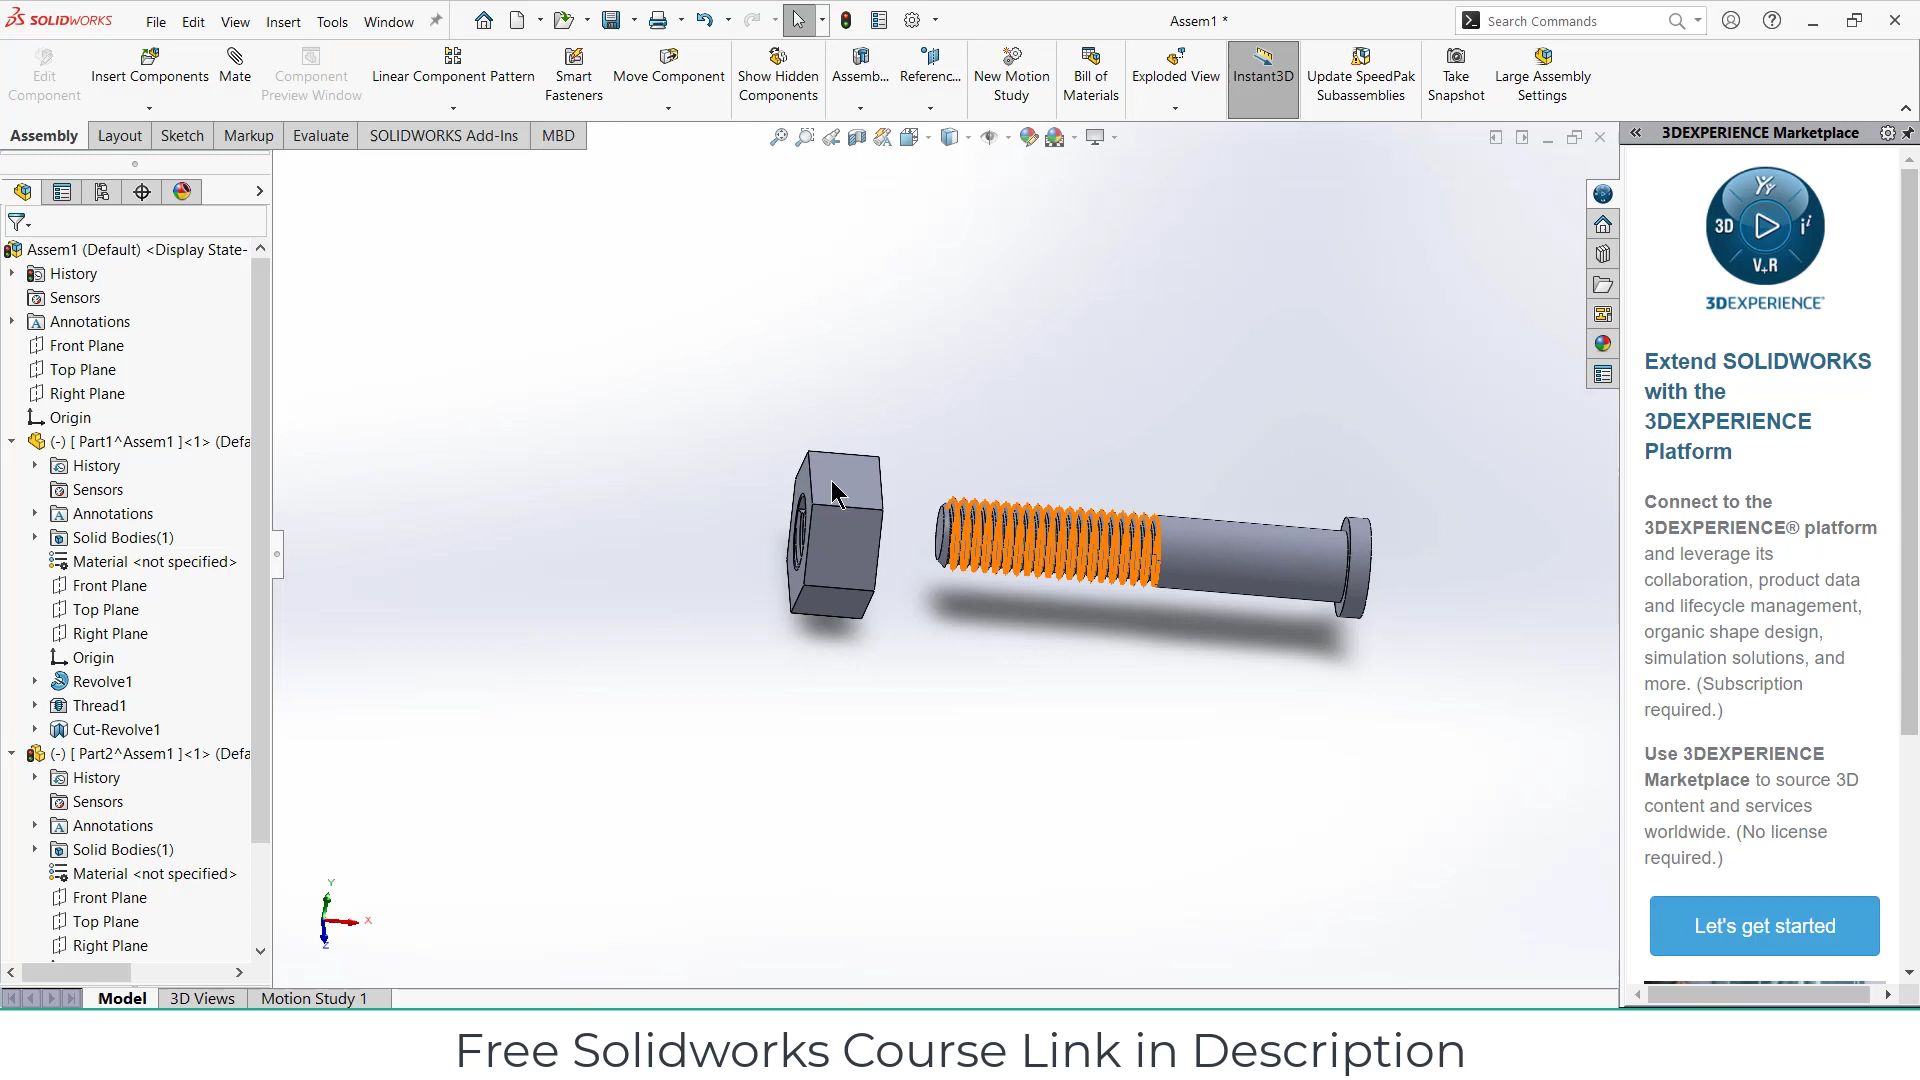 SOLIDWORKS File Edit View Insert Tools Window Assem1 * Search Commands
Edit Component
Insert Components
Mate
Component Preview Window
Linear Component Pattern
Smart Fasteners
Move Component
Show Hidden Components
Assemb...
Referenc...
New Motion Study
Bill of Materials
Exploded View
Instant3D
Update SpeedPak Subassemblies
Take Snapshot
Large Assembly Settings
Assembly Layout Sketch Markup Evaluate SOLIDWORKS Add-Ins MBD
Assem1 (Default) <Display State-
History
Sensors
Annotations
Front Plane
Top Plane
Right Plane
Origin
(-) [ Part1^Assem1 ]<1> (Defa
History
Sensors
Annotations
Solid Bodies(1)
Material <not specified>
Front Plane
Top Plane
Right Plane
Origin
Revolve1
Thread1
Cut-Revolve1
(-) [ Part2^Assem1 ]<1> (Defa
History
Sensors
Annotations
Solid Bodies(1)
Material <not specified>
Front Plane
Top Plane
Right Plane
Y
X
Z
Model 3D Views Motion Study 1
3DEXPERIENCE Marketplace
3D
V+R
3DEXPERIENCE
Extend SOLIDWORKS
with the
3DEXPERIENCE
Platform
Connect to the
3DEXPERIENCE® platform
and leverage its
collaboration, product data
and lifecycle management,
organic shape design,
simulation solutions, and
more. (Subscription
required.)
Use 3DEXPERIENCE
Marketplace to source 3D
content and services
worldwide. (No license
required.)
Let's get started
Free Solidworks Course Link in Description